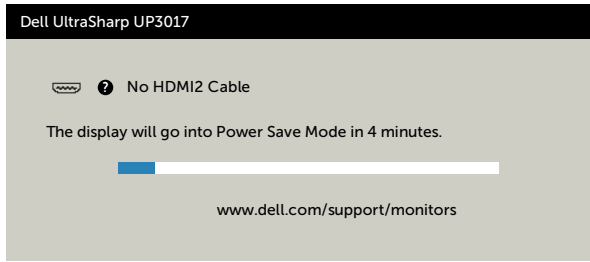 Dell UltraSharp UP3017
? No HDMI2 Cable
The display will go into Power Save Mode in 4 minutes.
www.dell.com/support/monitors